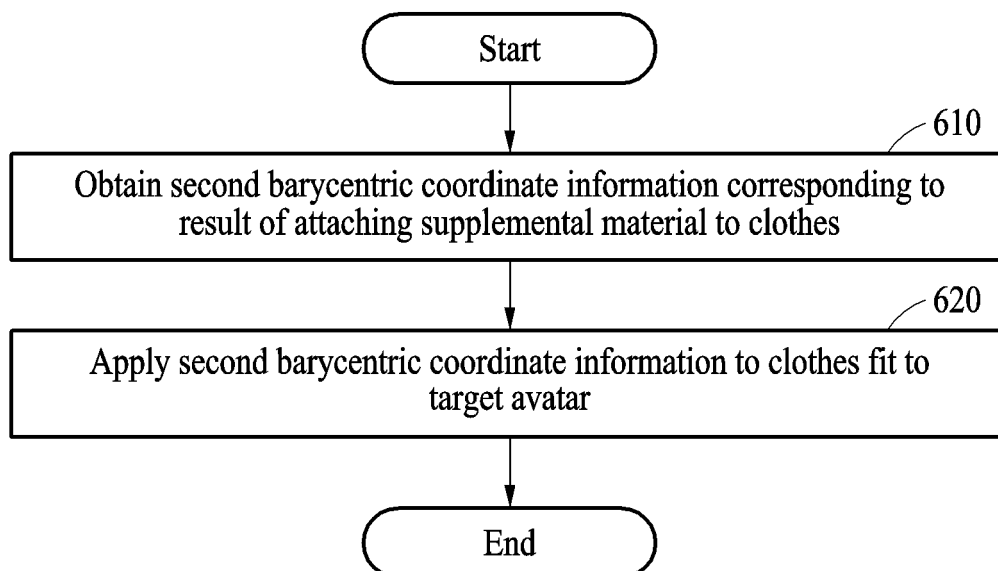 Start
610
Obtain second barycentric coordinate information corresponding to
result of attaching supplemental material to clothes
620
Apply second barycentric coordinate information to clothes fit to
target avatar
End